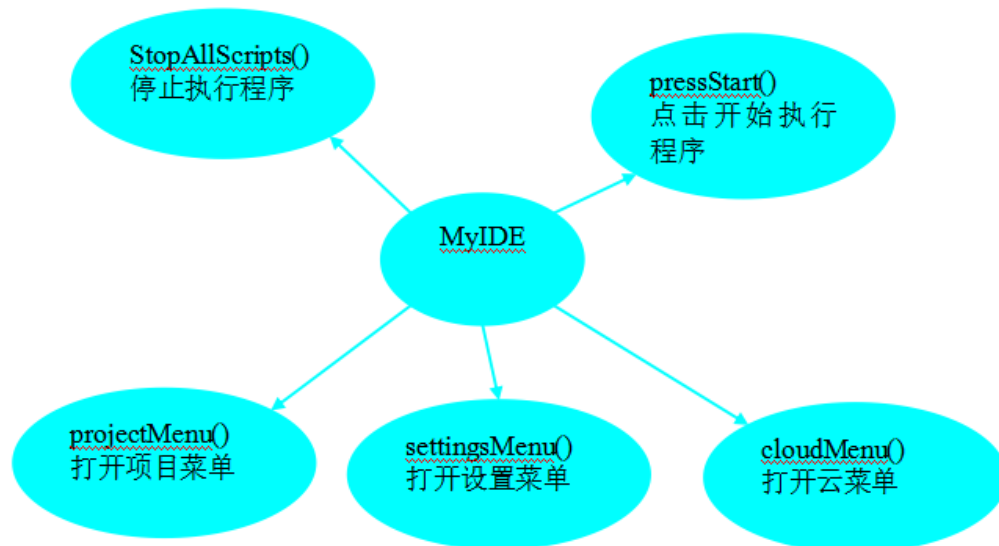 StopAllScripts()
停止执行程序
pressStart()
点击开始执行
程序
MyIDE
projectMenu()
打开项目菜单
settingsMenu()
打开设置菜单
cloudMenu()
打开云菜单